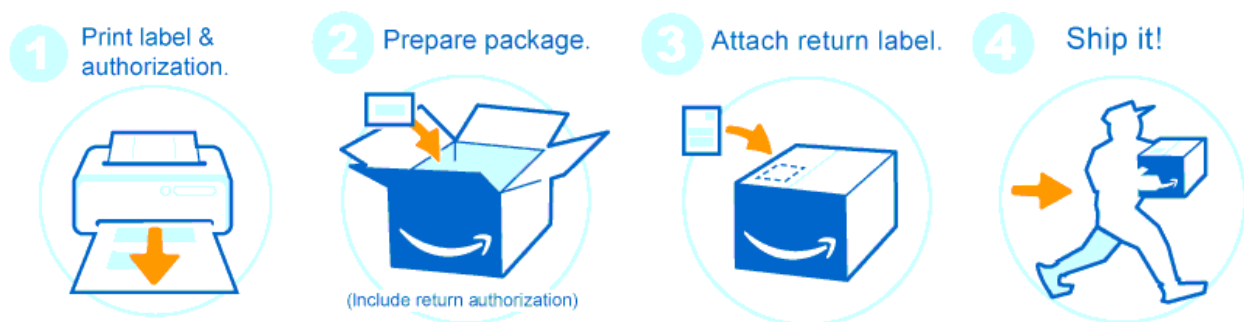 1
Print label &
authorization.
2
Prepare package.
(Include return authorization)
3
Attach return label.
4
Ship it!